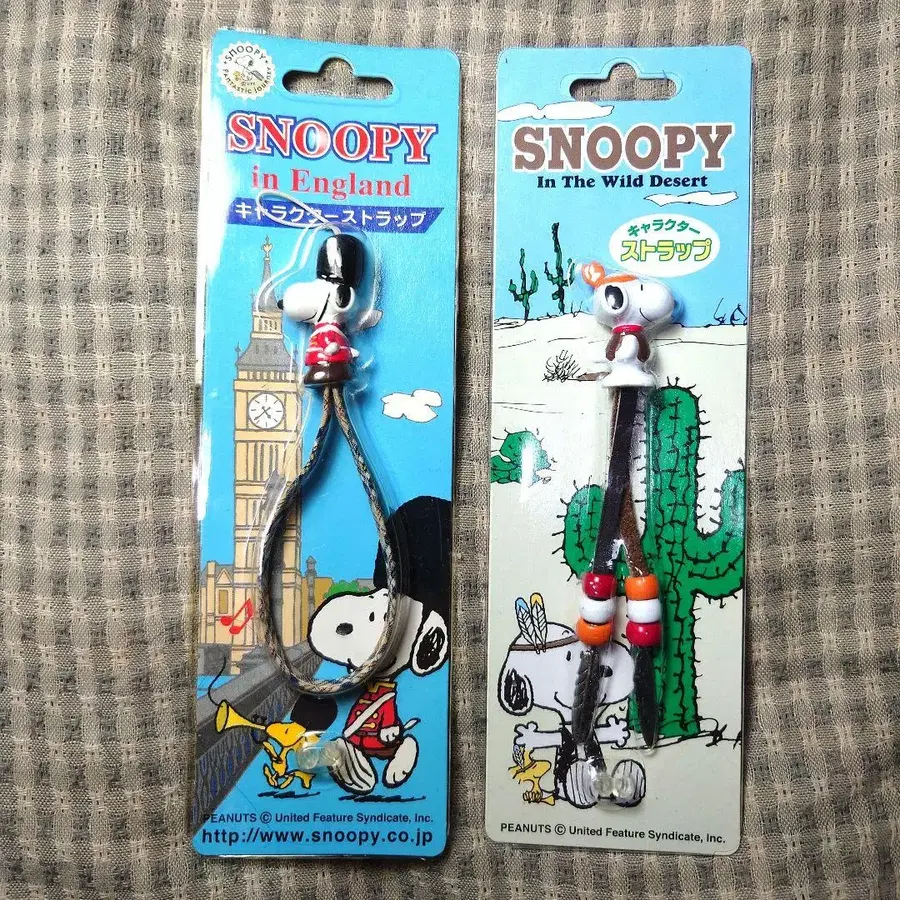 SNOOPY
FANTASTIC JOURNEY
SNOOPY
in England
キャラクターストラップ
PEANUTS © United Feature Syndicate, Inc.
http://www.snoopy.co.jp
SNOOPY
In The Wild Desert
キャラクター
ストラップ
PEANUTS © United Feature Syndicate, Inc.